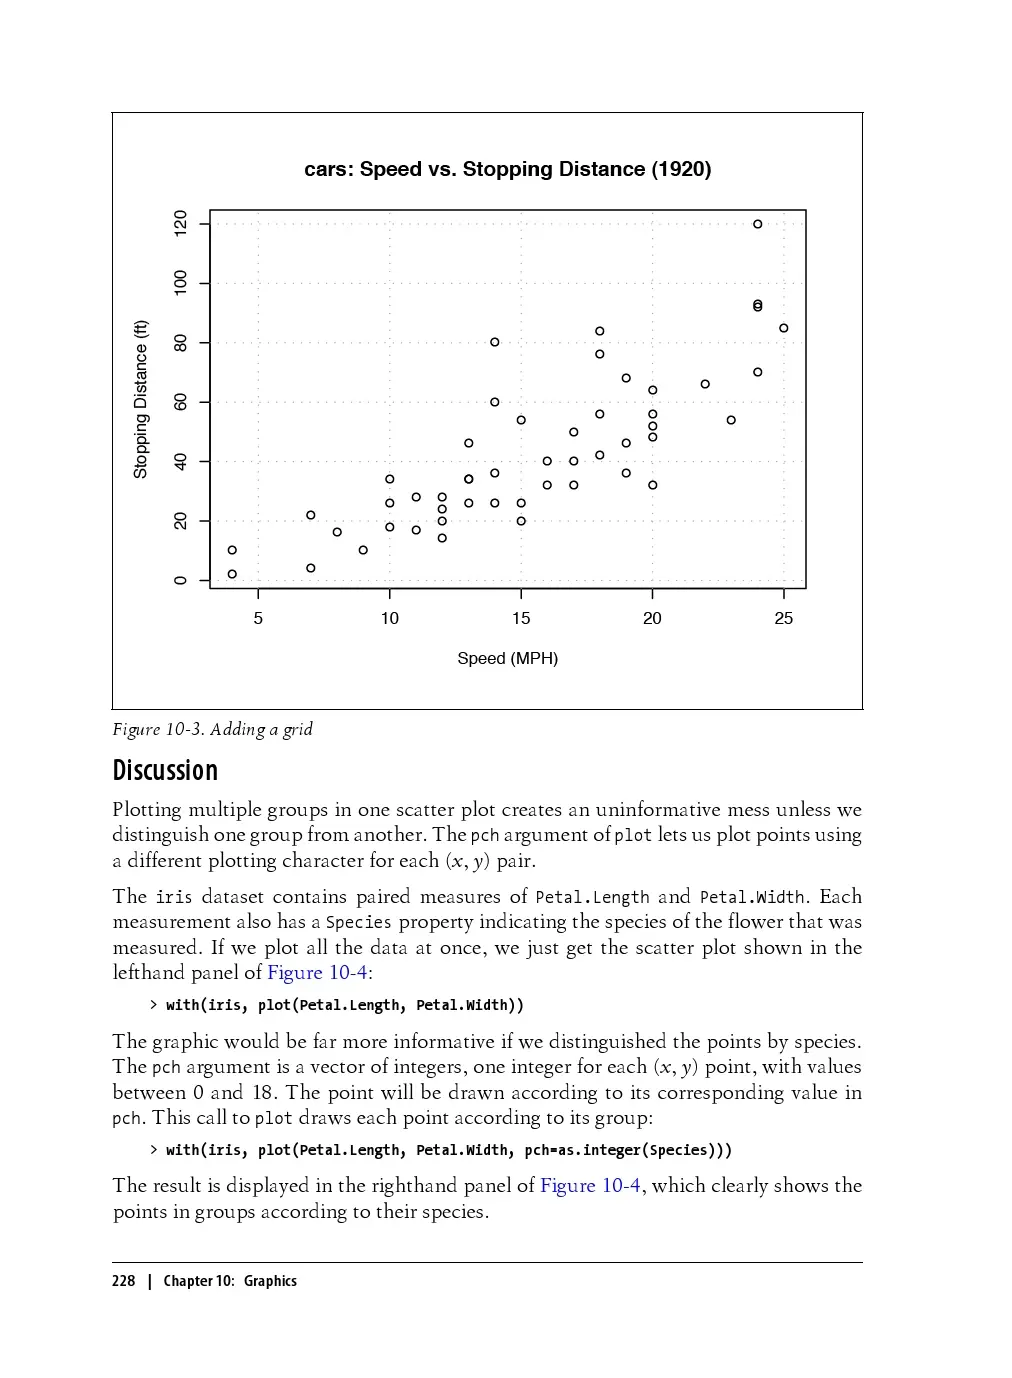 cars: Speed vs. Stopping Distance (1920)
120
100
80
60
40
20
0
Stopping Distance (ft)
5 10 15 20 25
Speed (MPH)
Figure 10-3. Adding a grid
Discussion
Plotting multiple groups in one scatter plot creates an uninformative mess unless we
distinguish one group from another. The pch argument of plot lets us plot points using
a different plotting character for each (x, y) pair.
The iris dataset contains paired measures of Petal.Length and Petal.Width. Each
measurement also has a Species property indicating the species of the flower that was
measured. If we plot all the data at once, we just get the scatter plot shown in the
lefthand panel of Figure 10-4:
> with(iris, plot(Petal.Length, Petal.Width))
The graphic would be far more informative if we distinguished the points by species.
The pch argument is a vector of integers, one integer for each (x, y) point, with values
between 0 and 18. The point will be drawn according to its corresponding value in
pch. This call to plot draws each point according to its group:
> with(iris, plot(Petal.Length, Petal.Width, pch=as.integer(Species)))
The result is displayed in the righthand panel of Figure 10-4, which clearly shows the
points in groups according to their species.
228 | Chapter 10: Graphics